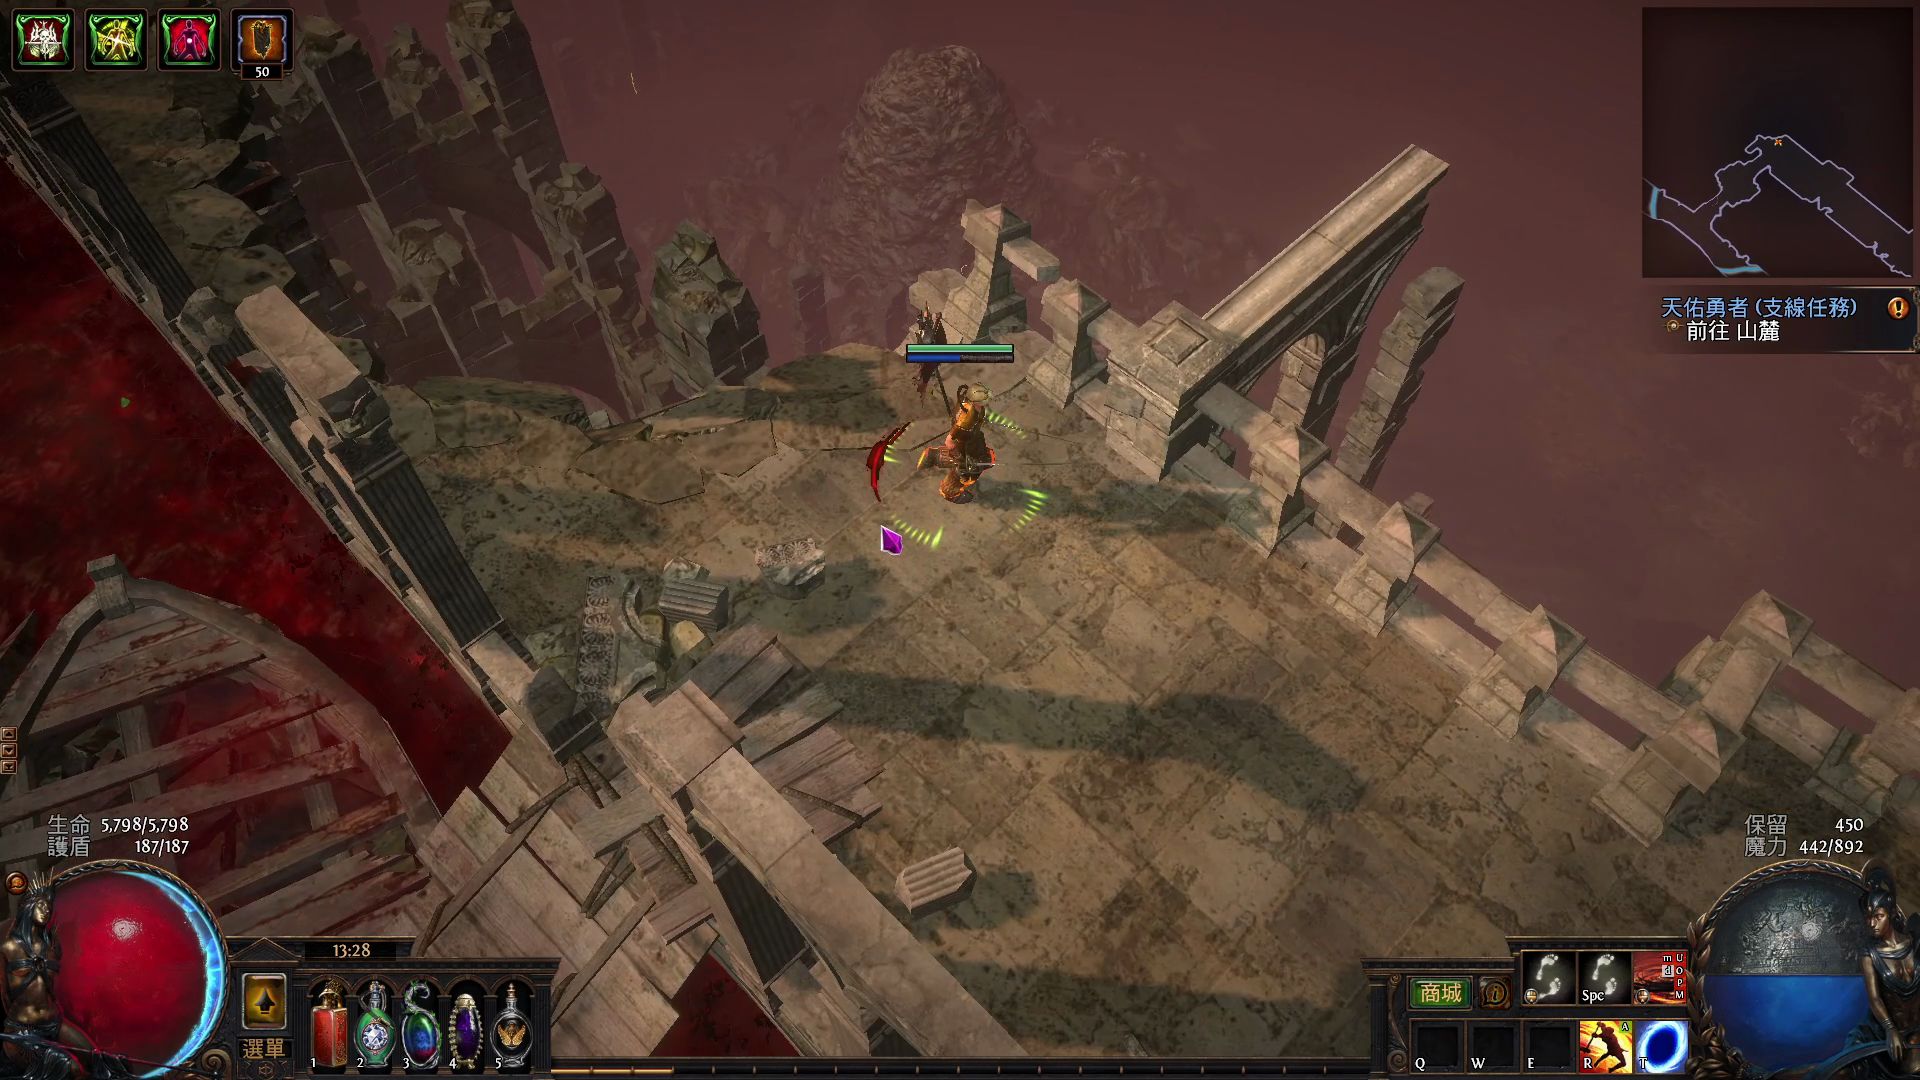 50
天佑勇者 (支線任務)
前往 山麓
生命 5,798/5,798
護盾 187/187
保留 450
魔力 442/892
13:28
選單
1 2 3 4 5
商城
Spc
m U
d O
P
M
Q W E R T
A